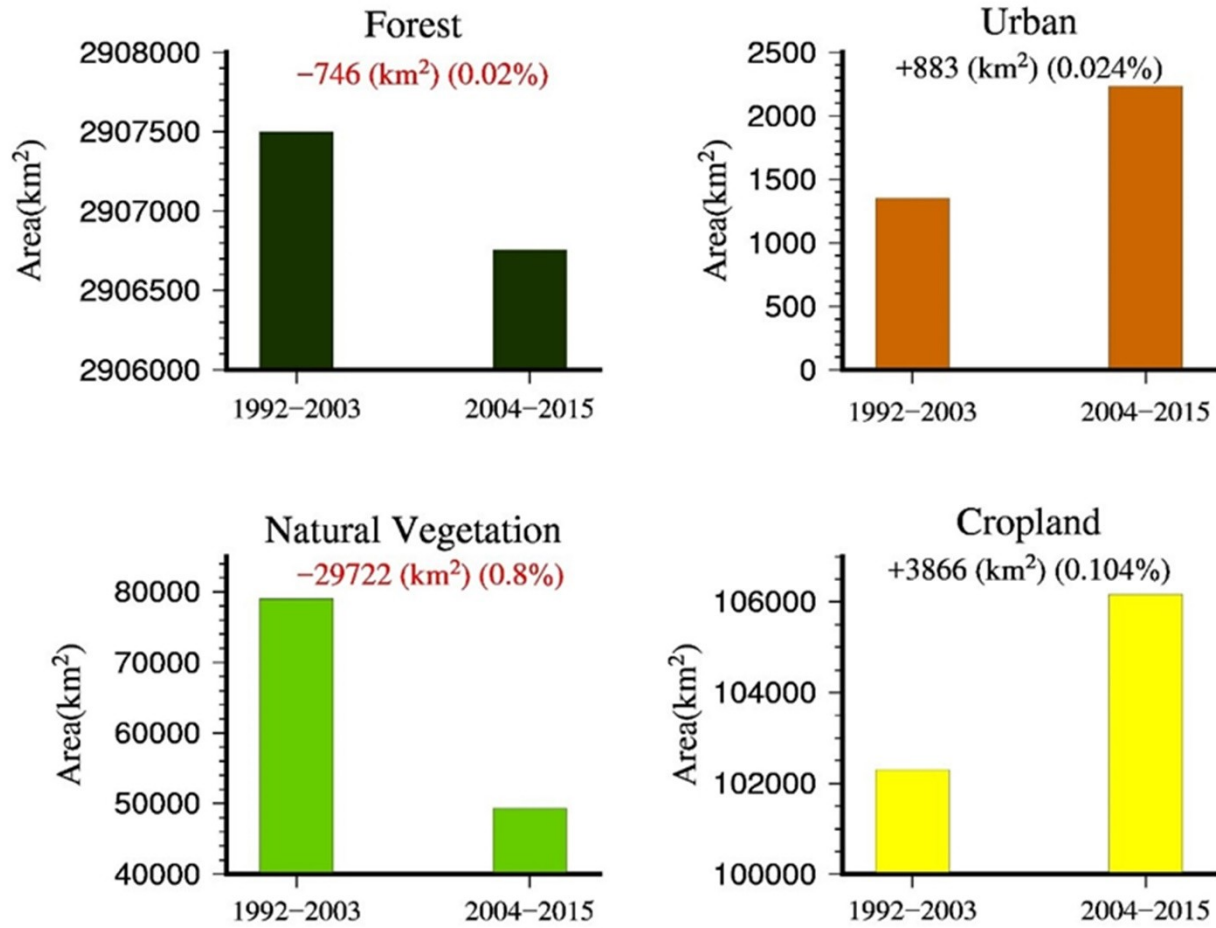 Forest
−746 (km²) (0.02%)
2908000
2907500
2907000
2906500
2906000
Area(km²)
1992−2003 2004−2015
Urban
+883 (km²) (0.024%)
2500
2000
1500
1000
500
0
Area(km²)
1992−2003 2004−2015
Natural Vegetation
−29722 (km²) (0.8%)
80000
70000
60000
50000
40000
Area(km²)
1992−2003 2004−2015
Cropland
+3866 (km²) (0.104%)
106000
104000
102000
100000
Area(km²)
1992−2003 2004−2015